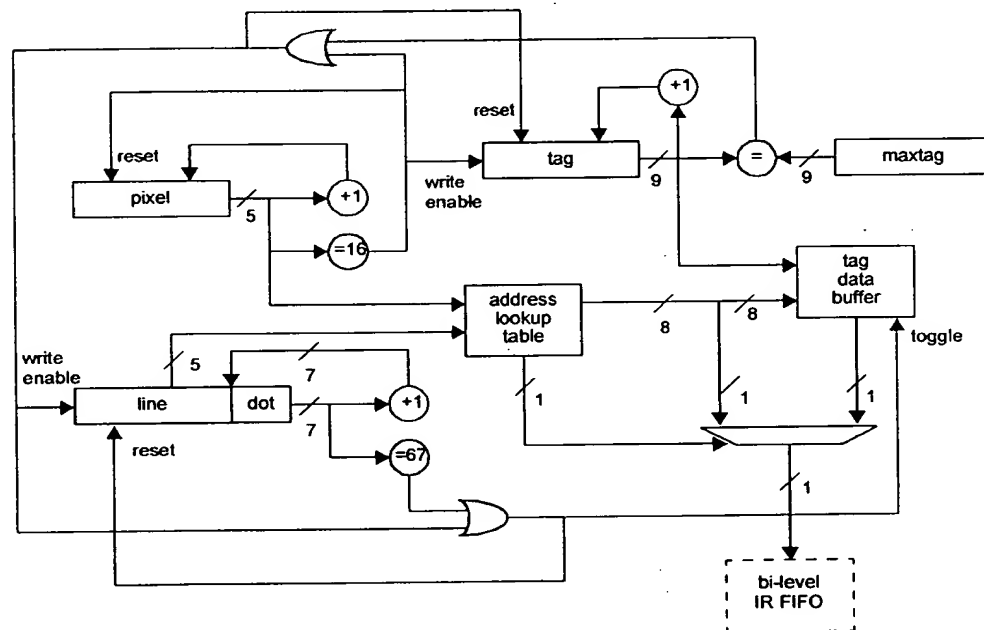 +1
reset
tag
=
maxtag
9
9
reset
pixel
5
+1
write
enable
=16
address
lookup
table
8
8
tag
data
buffer
toggle
write
enable
5
7
line
dot
7
+1
1
1
1
reset
=67
1
bi-level
IR FIFO